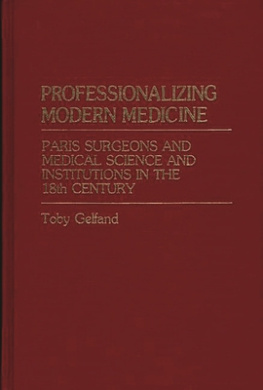 PROFESSIONALIZING
MODERN MEDICINE
PARIS SURGEONS AND
MEDICAL SCIENCE AND
INSTITUTIONS IN THE
18th CENTURY
Toby Gelfand